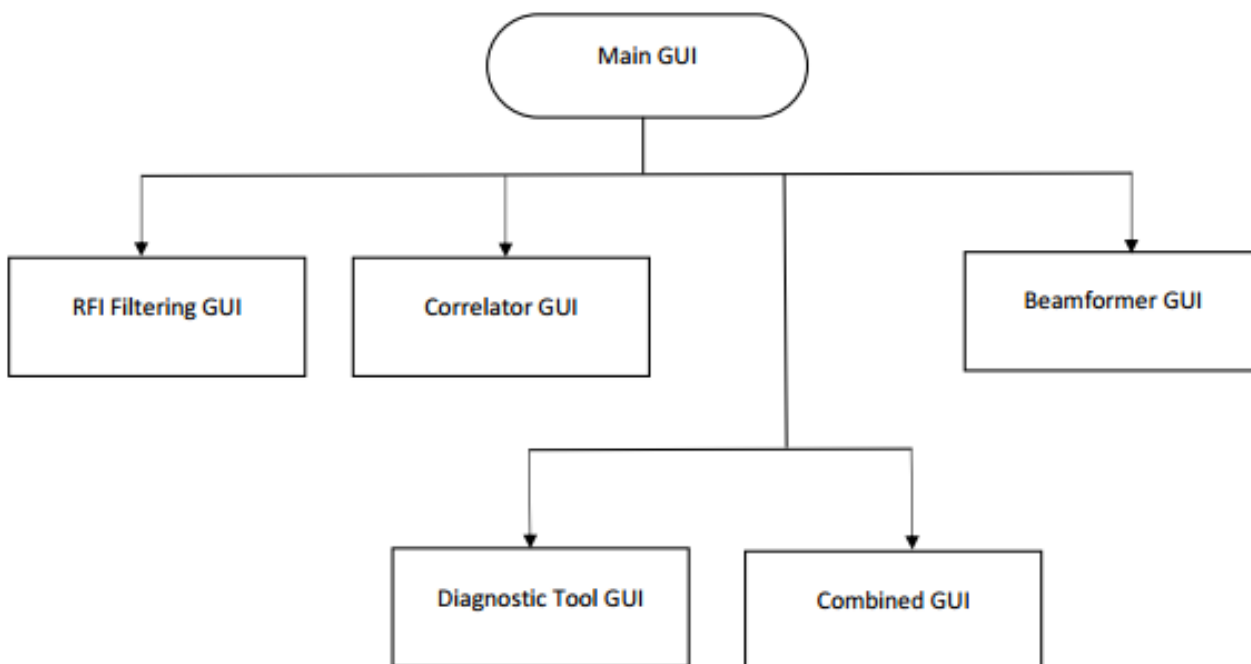 Main GUI
RFI Filtering GUI
Correlator GUI
Beamformer GUI
Diagnostic Tool GUI
Combined GUI